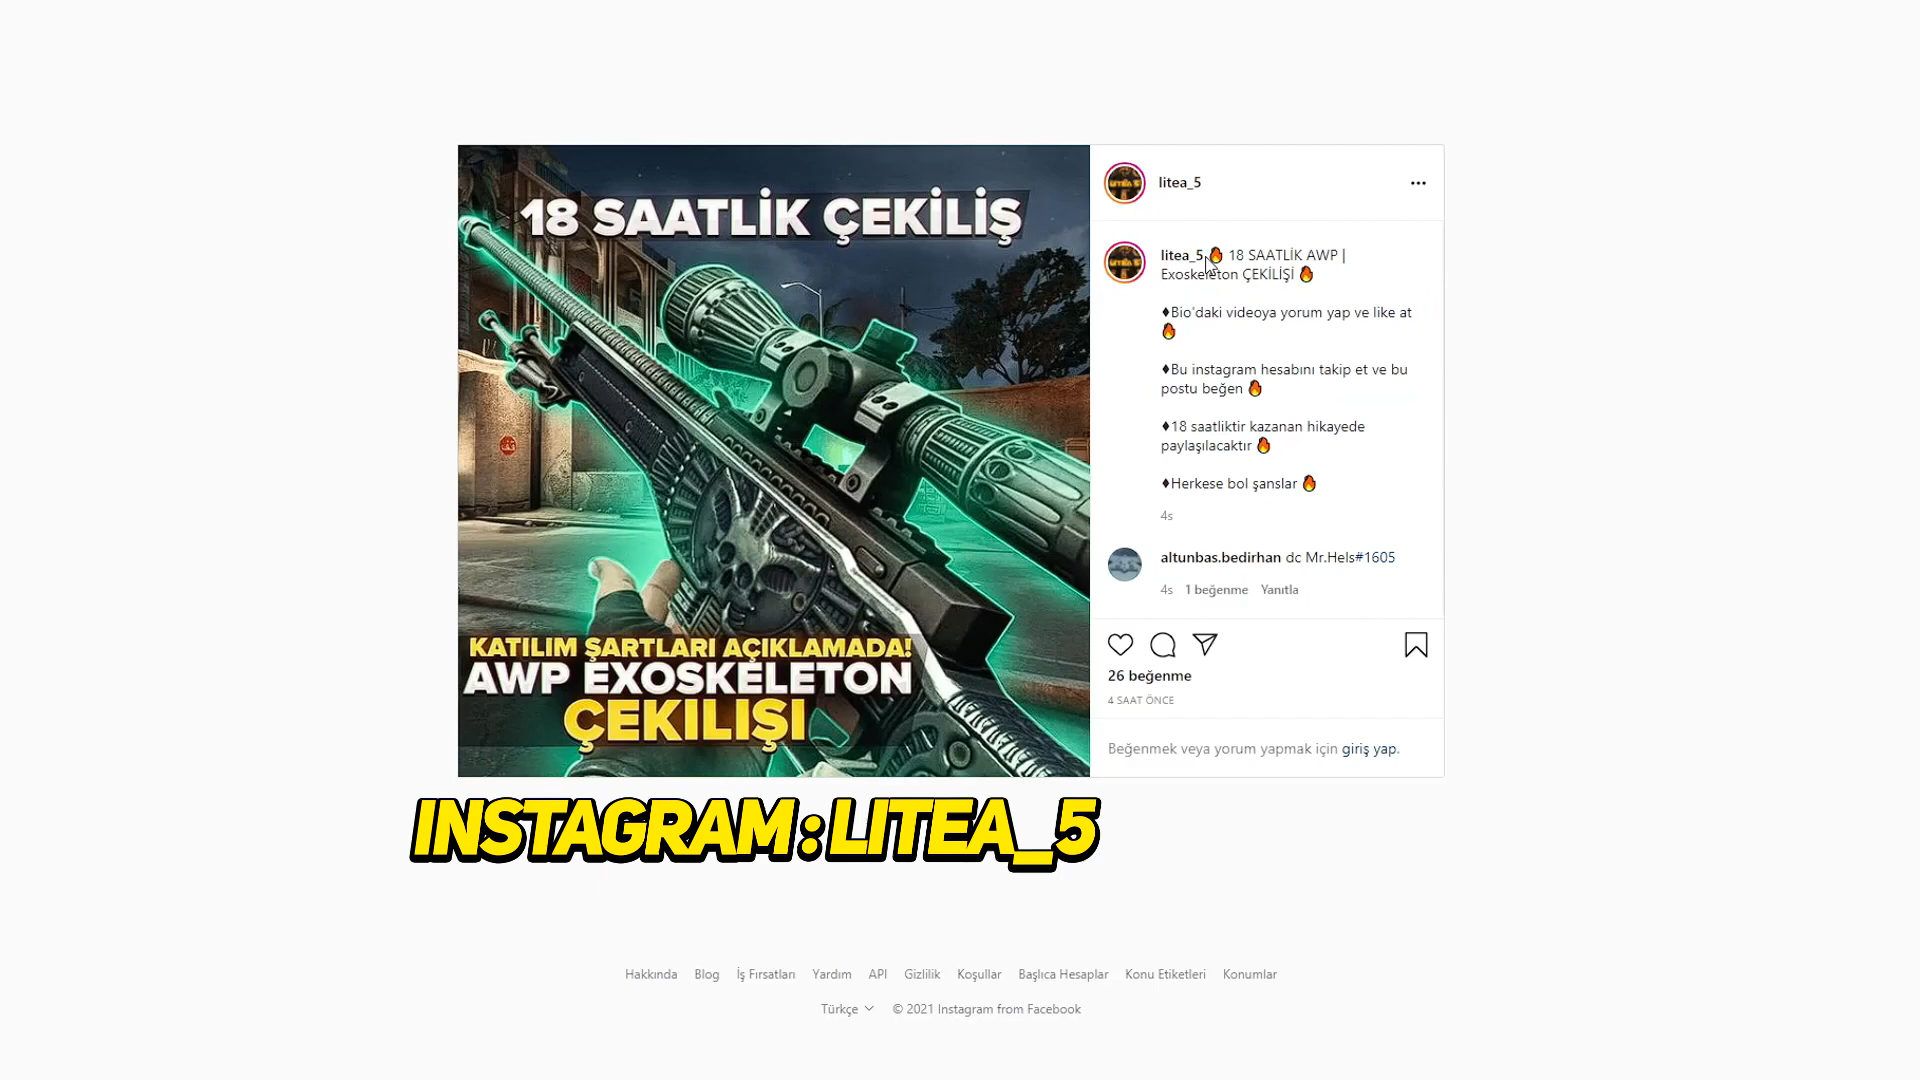 18 SAATLİK ÇEKİLİŞ
KATILIM ŞARTLARI AÇIKLAMADA!
AWP EXOSKELETON
ÇEKİLİŞİ
litea_5
litea_5 🔥 18 SAATLİK AWP |
Exoskeleton ÇEKİLİŞİ 🔥
♦Bio'daki videoya yorum yap ve like at
🔥
♦Bu instagram hesabını takip et ve bu
postu beğen 🔥
♦18 saatliktir kazanan hikayede
paylaşılacaktır 🔥
♦Herkese bol şanslar 🔥
4s
altunbas.bedirhan dc Mr.Hels#1605
4s 1 beğenme Yanıtla
26 beğenme
4 SAAT ÖNCE
Beğenmek veya yorum yapmak için giriş yap.
INSTAGRAM : LITEA_5
Hakkında Blog İş Fırsatları Yardım API Gizlilik Koşullar Başlıca Hesaplar Konu Etiketleri Konumlar
Türkçe © 2021 Instagram from Facebook